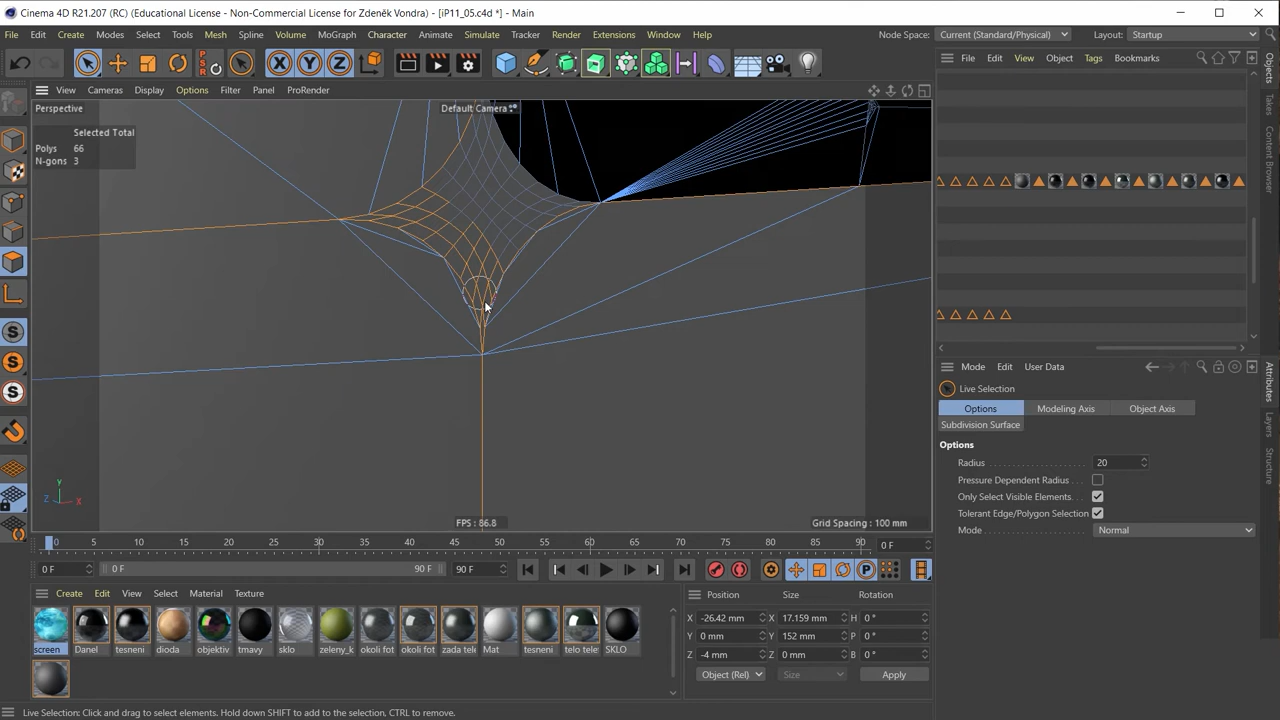 Cinema 4D R21.207 (RC) (Educational License - Non-Commercial License for Zdeněk Vondra) - [iP11_05.c4d *] - Main
File Edit Create Modes Select Tools Mesh Spline Volume MoGraph Character Animate Simulate Tracker Render Extensions Window Help Node Space: Current (Standard/Physical) Layout: Startup
PSR
View Cameras Display Options Filter Panel ProRender
File Edit View Object Tags Bookmarks
Perspective
Default Camera
Selected Total
Polys 66
N-gons 3
Objects
Takes
Content Browser
Mode Edit User Data
Live Selection
Options Modeling Axis Object Axis
Subdivision Surface
Options
Radius 20
Pressure Dependent Radius
Only Select Visible Elements
Tolerant Edge/Polygon Selection
Mode Normal
Attributes
Layers
Structure
FPS : 86.8
Grid Spacing : 100 mm
0 5 10 15 20 25 30 35 40 45 50 55 60 65 70 75 80 85 90 0 F
0 F 0 F 90 F 90 F
Create Edit View Select Material Texture
screen Danel tesneni dioda objektiv tmavy sklo zeleny_k okoli fot okoli fot zada tele Mat tesneni telo telef SKLO
Position Size Rotation
X -26.42 mm X 17.159 mm H 0 °
Y 0 mm Y 152 mm P 0 °
Z -4 mm Z 0 mm B 0 °
Object (Rel) Size Apply
Live Selection: Click and drag to select elements. Hold down SHIFT to add to the selection, CTRL to remove.